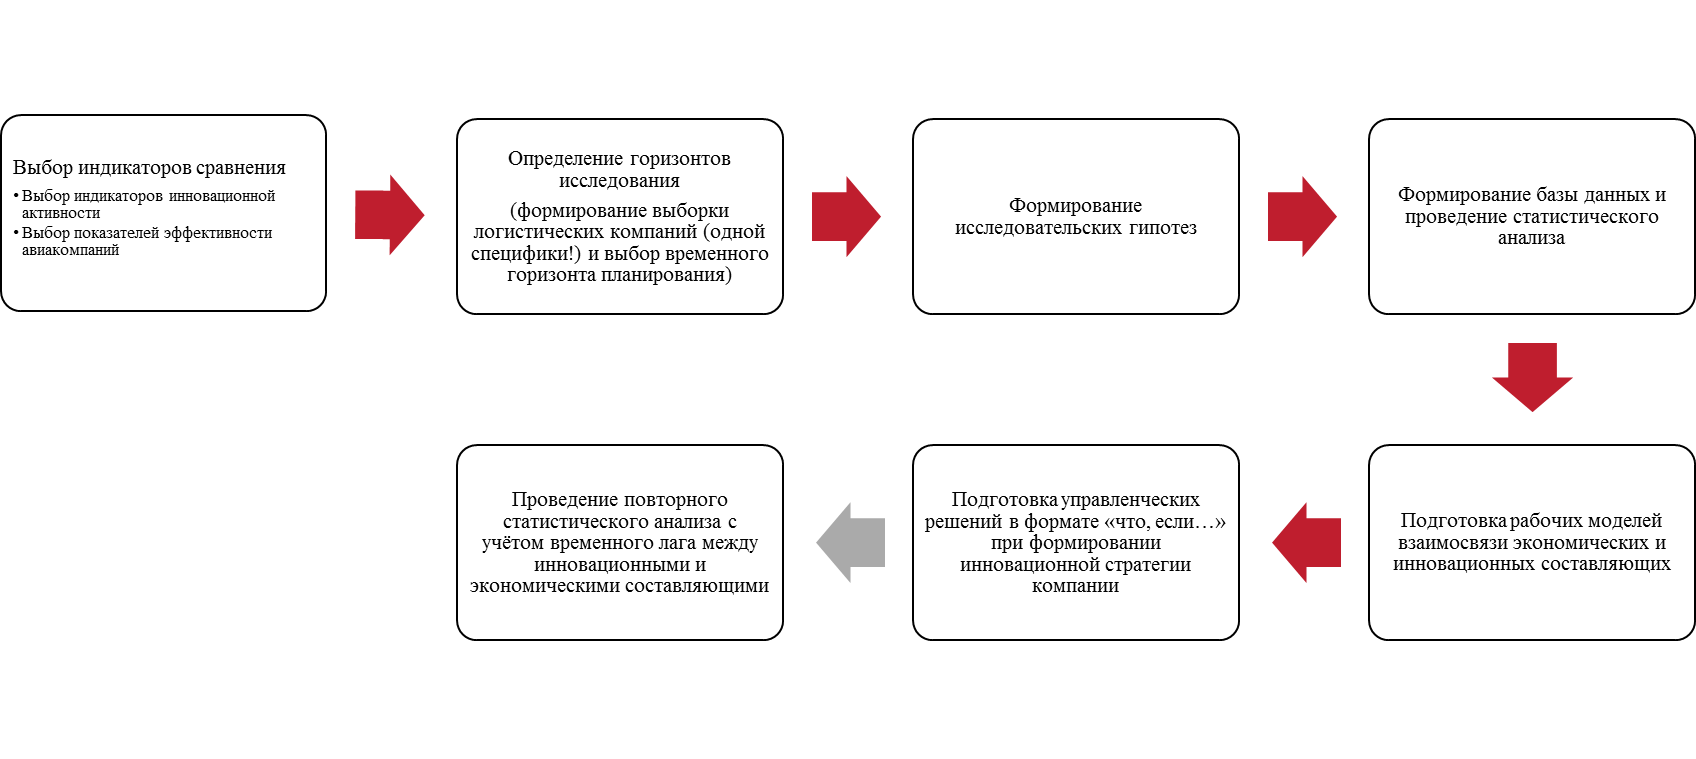 Выбор индикаторов сравнения
• Выбор индикаторов инновационной
активности
• Выбор показателей эффективности
авиакомпаний
Определение горизонтов
исследования
(формирование выборки
логистических компаний (одной
специфики!) и выбор временного
горизонта планирования)
Формирование
исследовательских гипотез
Формирование базы данных и
проведение статистического
анализа
Подготовка рабочих моделей
взаимосвязи экономических и
инновационных составляющих
Подготовка управленческих
решений в формате «что, если…»
при формировании
инновационной стратегии
компании
Проведение повторного
статистического анализа с
учётом временного лага между
инновационными и
экономическими составляющими